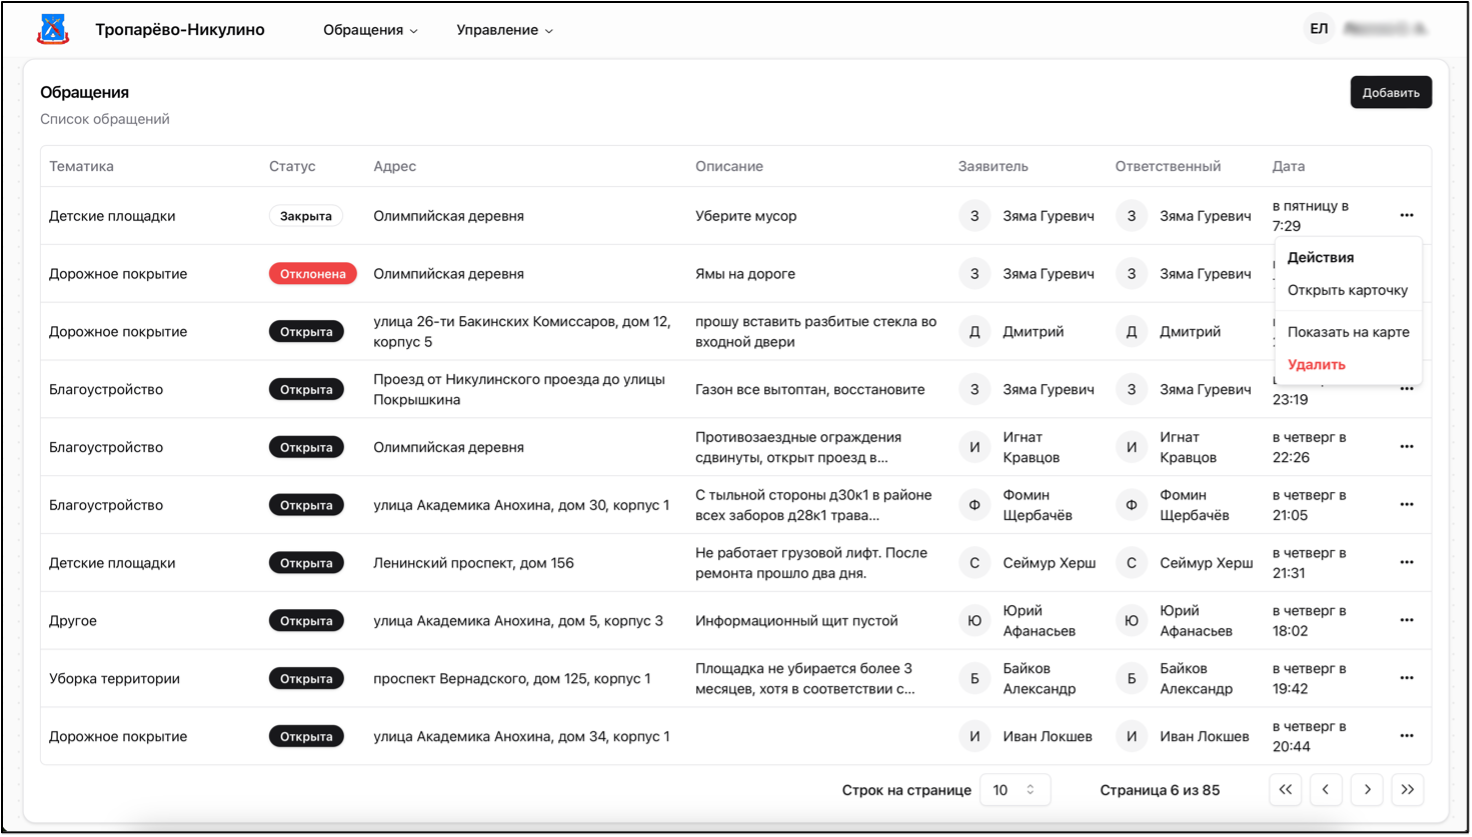 Тропарёво-Никулино
Обращения
Управление
ЕЛ
Обращения
Список обращений
Добавить
Тематика Статус Адрес Описание Заявитель Ответственный Дата
Детские площадки Закрыта Олимпийская деревня Уберите мусор З Зяма Гуревич З Зяма Гуревич в пятницу в
7:29
Действия
Открыть карточку
Показать на карте
Удалить
Дорожное покрытие Отклонена Олимпийская деревня Ямы на дороге З Зяма Гуревич З Зяма Гуревич
Дорожное покрытие Открыта улица 26-ти Бакинских Комиссаров, дом 12,
корпус 5
прошу вставить разбитые стекла во
входной двери
Д Дмитрий Д Дмитрий
Благоустройство Открыта Проезд от Никулинского проезда до улицы
Покрышкина
Газон все вытоптан, восстановите З Зяма Гуревич З Зяма Гуревич
23:19
Благоустройство Открыта Олимпийская деревня
Противозаездные ограждения
сдвинуты, открыт проезд в...
И Игнат
Кравцов
И Игнат
Кравцов
в четверг в
22:26
Благоустройство Открыта улица Академика Анохина, дом 30, корпус 1
С тыльной стороны д30к1 в районе
всех заборов д28к1 трава...
Ф Фомин
Щербачёв
Ф Фомин
Щербачёв
в четверг в
21:05
Детские площадки Открыта Ленинский проспект, дом 156
Не работает грузовой лифт. После
ремонта прошло два дня.
С Сеймур Херш С Сеймур Херш
в четверг в
21:31
Другое Открыта улица Академика Анохина, дом 5, корпус 3 Информационный щит пустой
Ю Юрий
Афанасьев
Ю Юрий
Афанасьев
в четверг в
18:02
Уборка территории Открыта проспект Вернадского, дом 125, корпус 1
Площадка не убирается более 3
месяцев, хотя в соответствии с...
Б Байков
Александр
Б Байков
Александр
в четверг в
19:42
Дорожное покрытие Открыта улица Академика Анохина, дом 34, корпус 1 И Иван Локшев И Иван Локшев
в четверг в
20:44
Строк на странице 10 Страница 6 из 85